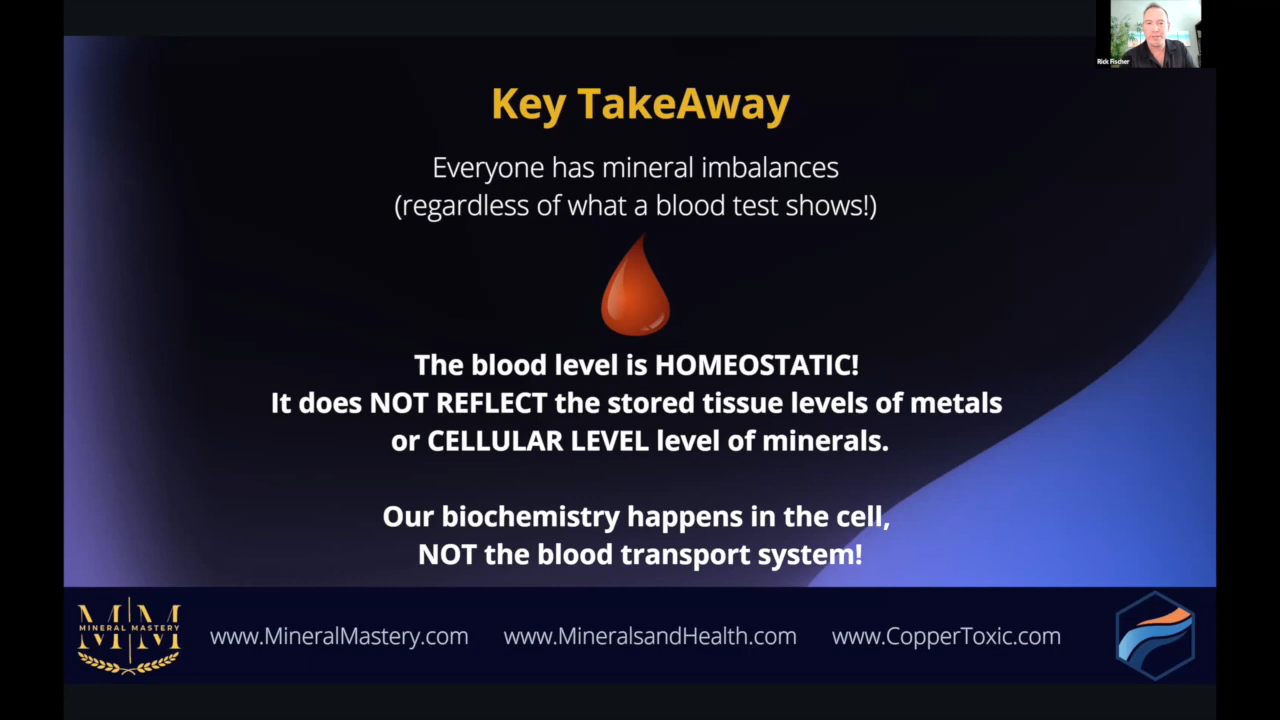 Rick Fischer
Key TakeAway
Everyone has mineral imbalances
(regardless of what a blood test shows!)
The blood level is HOMEOSTATIC!
It does NOT REFLECT the stored tissue levels of metals
or CELLULAR LEVEL level of minerals.
Our biochemistry happens in the cell,
NOT the blood transport system!
M M
MINERAL MASTERY
www.MineralMastery.com
www.MineralsandHealth.com
www.CopperToxic.com